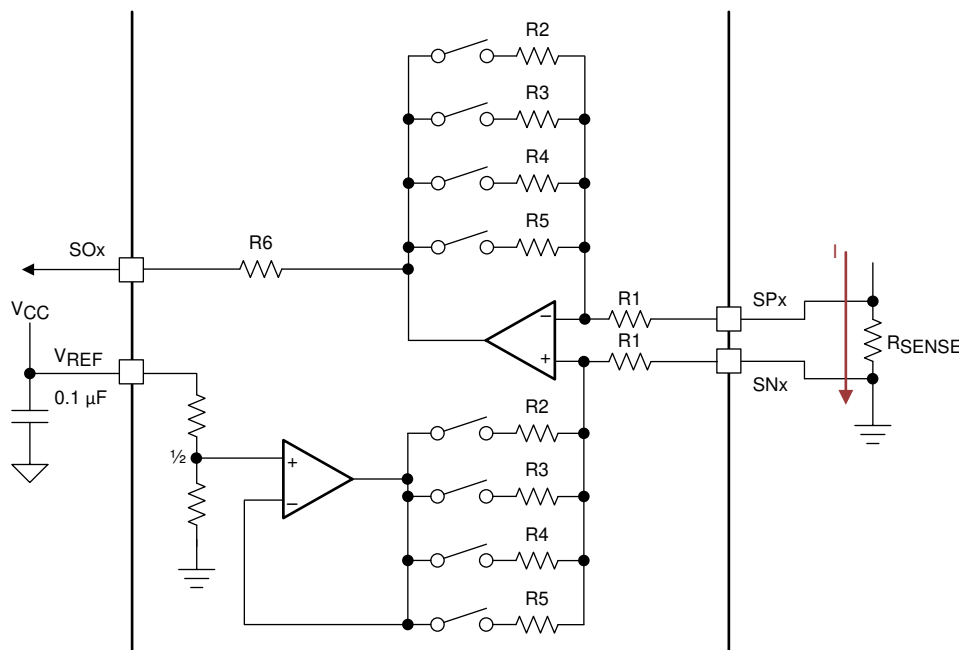 R2
R3
R4
R5
SOx
R6
I
VCC
R1
SPx
−
VREF
R1
RSENSE
+
SNx
0.1 µF
R2
½
+
R3
−
R4
R5